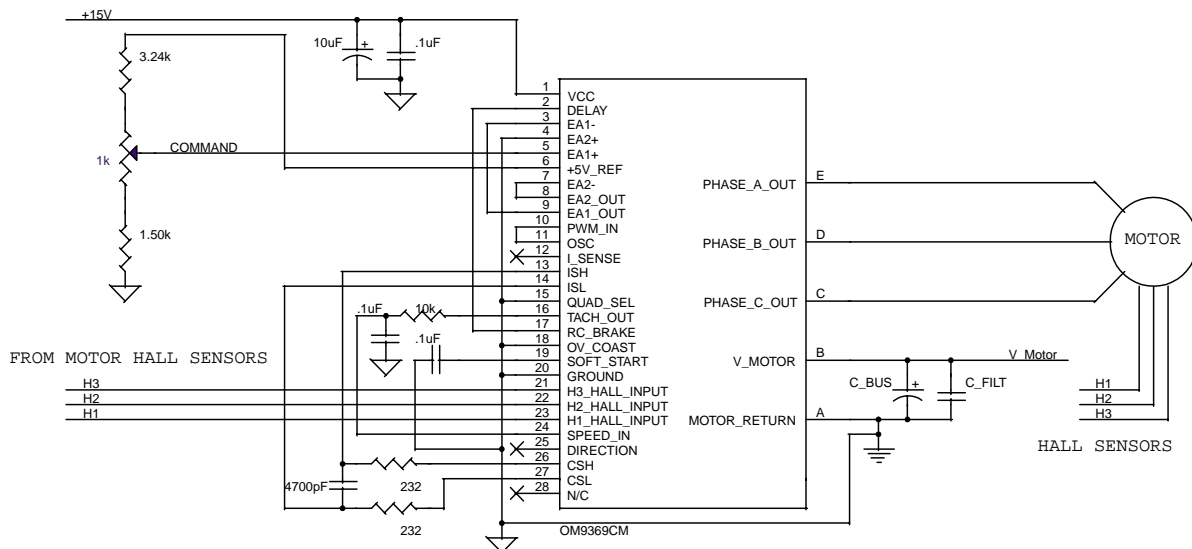 +15V
3.24k
10uF
+
.1uF
1k
COMMAND
1.50k
1 VCC
2 DELAY
3 EA1-
4 EA2+
5 EA1+
6 +5V_REF
7 EA2-
8 EA2_OUT
9 EA1_OUT
10 PWM_IN
11 OSC
12 I_SENSE
13 ISH
14 ISL
15 QUAD_SEL
16 TACH_OUT
17 RC_BRAKE
18 OV_COAST
19 SOFT_START
20 GROUND
21 H3_HALL_INPUT
22 H2_HALL_INPUT
23 H1_HALL_INPUT
24 SPEED_IN
25 DIRECTION
26 CSH
27 CSL
28 N/C
OM9369CM
PHASE_A_OUT E
PHASE_B_OUT D
PHASE_C_OUT C
V_MOTOR B
MOTOR_RETURN A
MOTOR
V_Motor
C_BUS
+
C_FILT
H1
H2
H3
HALL SENSORS
.1uF
10k
.1uF
FROM MOTOR HALL SENSORS
H3
H2
H1
4700pF
232
232